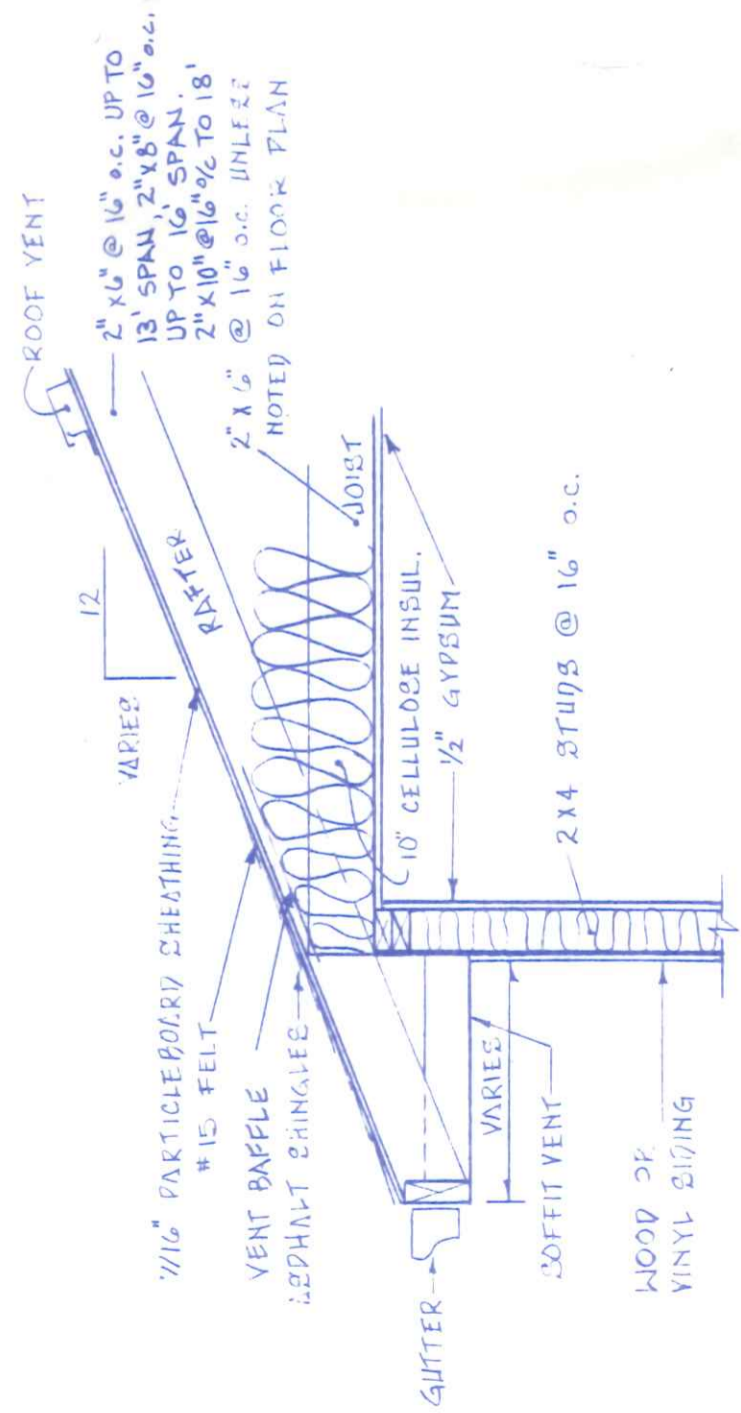 ROOF VENT
2" X 6" @ 16" O.C. UP TO
13' SPAN, 2"X8" @ 16" O.C.
UP TO 16' SPAN.
2"X10"@16"O/C TO 18'
2" X 6" @ 16" O.C. UNLESS
NOTED ON FLOOR PLAN
12
VARIES
RAFTER
7/16" PARTICLEBOARD SHEATHING
#15 FELT
VENT BAFFLE
ASPHALT SHINGLES
JOIST
10" CELLULOSE INSUL.
1/2" GYPSUM
2 X 4 STUDS @ 16" O.C.
GUTTER
VARIES
SOFFIT VENT
WOOD OR
VINYL SIDING